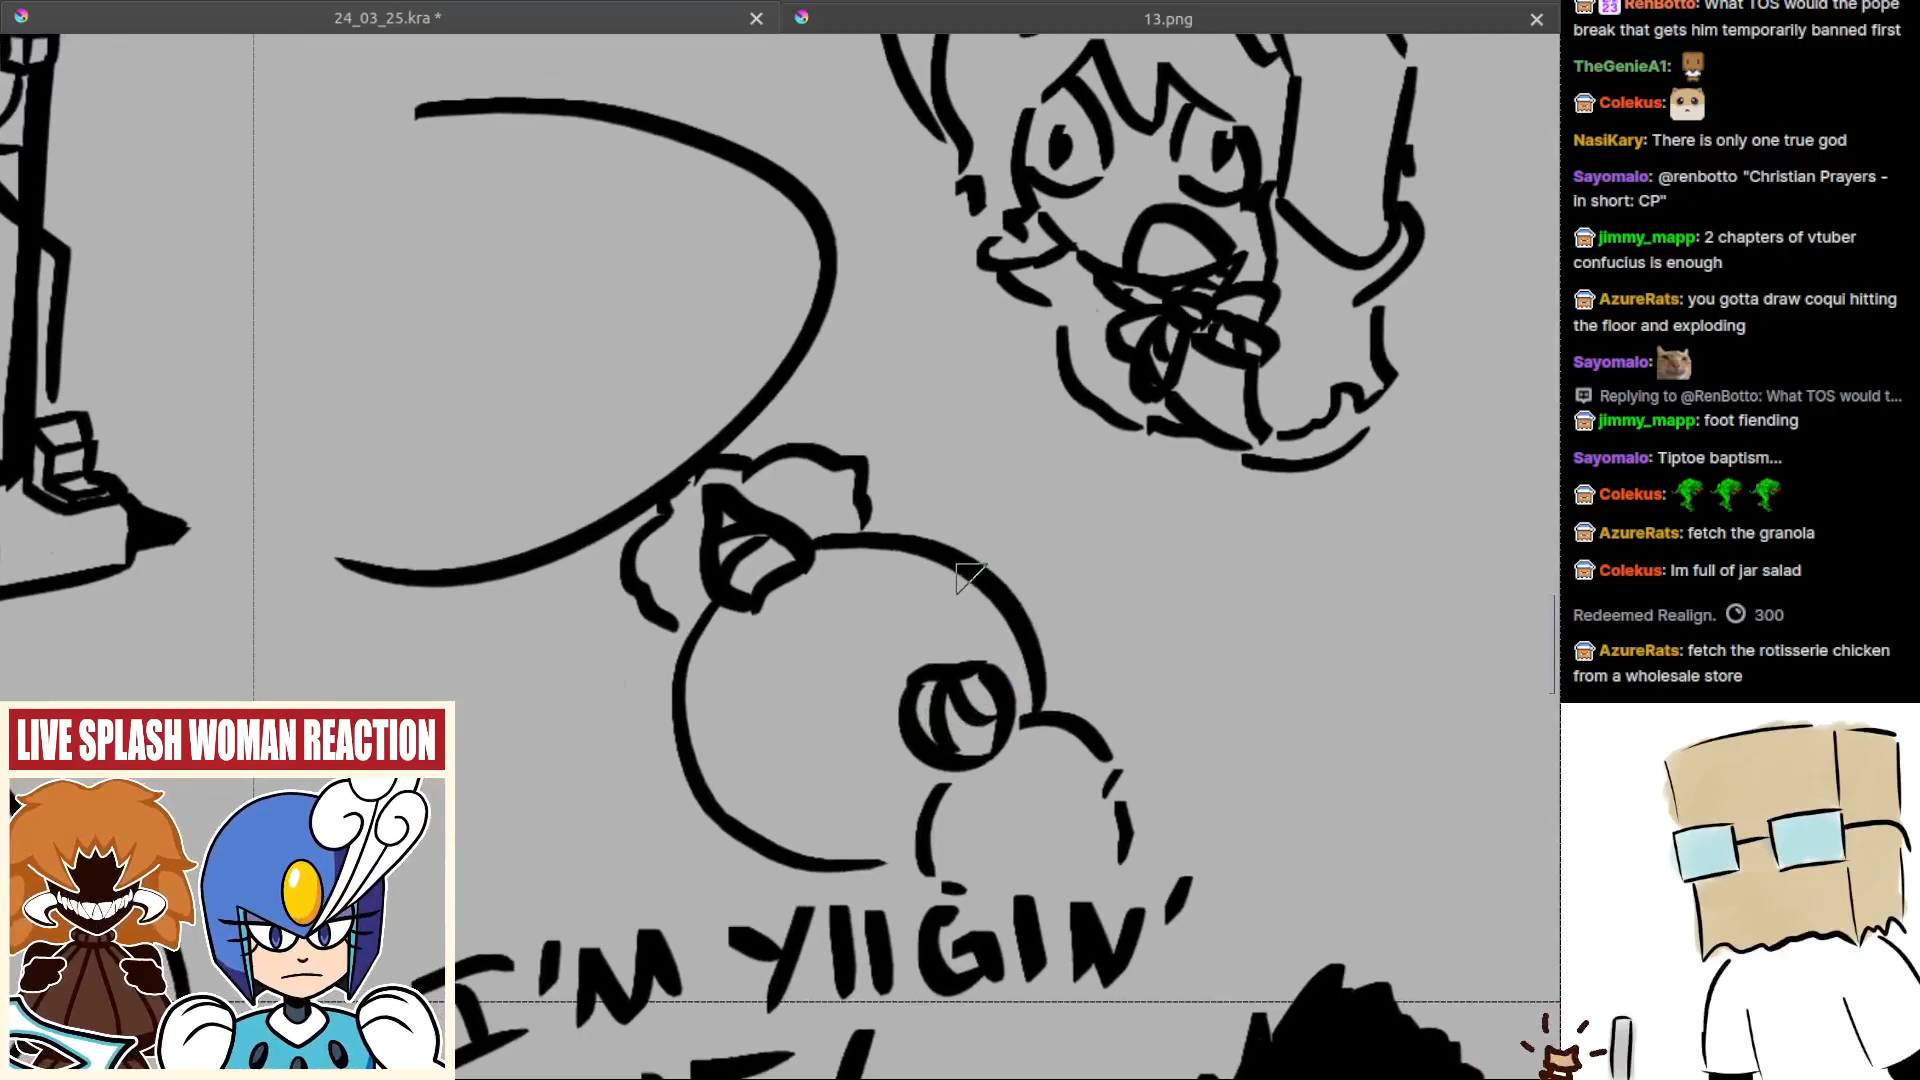 24_03_25.kra *
13.png
RenBotto: What TOS would the pope
break that gets him temporarily banned first
TheGenieA1:
Colekus:
NasiKary: There is only one true god
Sayomalo: @renbotto "Christian Prayers -
in short: CP"
jimmy_mapp: 2 chapters of vtuber
confucius is enough
AzureRats: you gotta draw coqui hitting
the floor and exploding
Sayomalo:
Replying to @RenBotto: What TOS would t...
jimmy_mapp: foot fiending
Sayomalo: Tiptoe baptism...
Colekus:
AzureRats: fetch the granola
Colekus: Im full of jar salad
Redeemed Realign. 300
AzureRats: fetch the rotisserie chicken
from a wholesale store
LIVE SPLASH WOMAN REACTION
I'M YIIGIN'